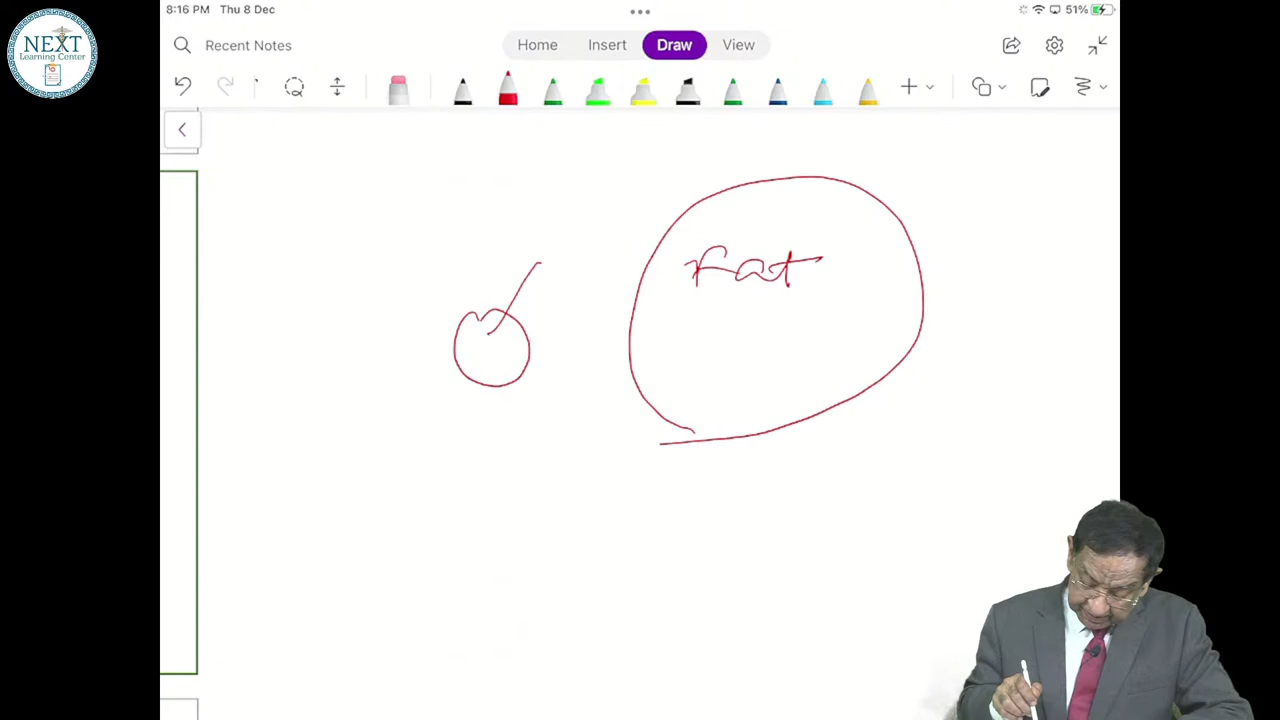 8:16 PM Thu 8 Dec
51%
NEXT
Learning Center
Recent Notes
Home
Insert
Draw
View
Fat